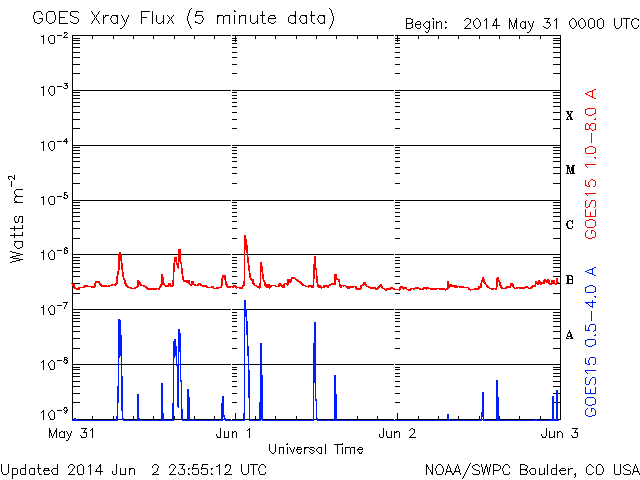 GOES Xray Flux (5 minute data)
Begin: 2014 May 31 0000 UTC
10⁻²
10⁻³
10⁻⁴
10⁻⁵
10⁻⁶
10⁻⁷
10⁻⁸
10⁻⁹
Watts m⁻²
X
M
C
B
A
GOES15 1.0-8.0 A
GOES15 0.5-4.0 A
May 31
Jun 1
Jun 2
Jun 3
Universal Time
Updated 2014 Jun 2 23:55:12 UTC
NOAA/SWPC Boulder, CO USA